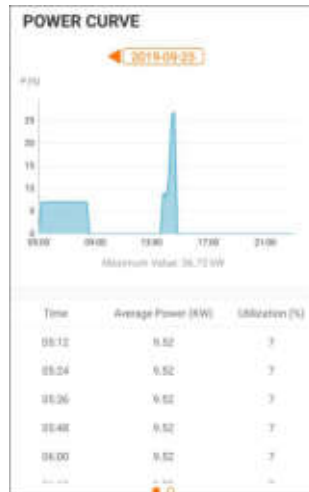 POWER CURVE
2019-09-23
P (%)
25
20
15
10
5
0
05:00 09:00 13:00 17:00 21:00
Maximum Value: 36.72 kW
Time Average Power (KW) Utilization (%)
05:12 9.52 7
05:24 9.52 7
05:36 9.52 7
05:48 9.52 7
06:00 9.52 7